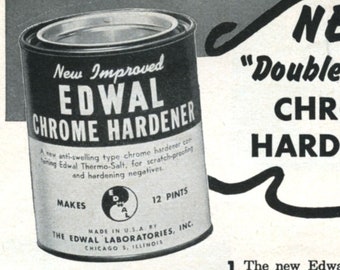 New Improved
EDWAL
CHROME HARDENER
A new anti-swelling type chrome hardener con-
taining Edwal Thermo-Salt, for scratch-proofing
and hardening negatives.
MAKES 12 PINTS
EDWAL
MADE IN U.S.A. BY
THE EDWAL LABORATORIES, INC.
CHICAGO 5, ILLINOIS
NE
"Double
CHR
HARD
1 The new Edwa